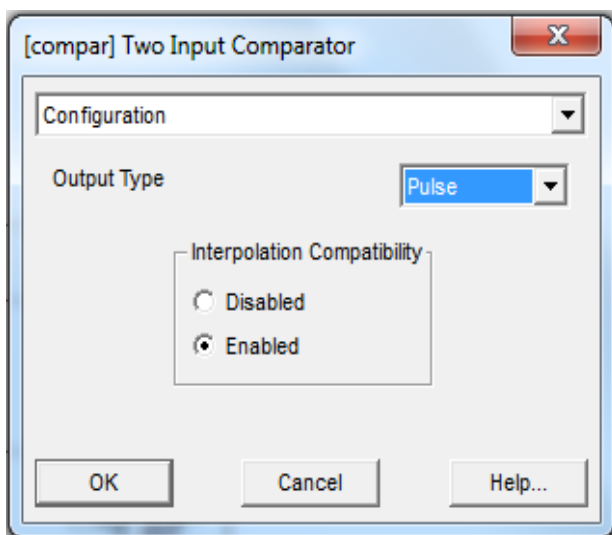 [compar] Two Input Comparator
Configuration
Output Type
Pulse
Interpolation Compatibility
Disabled
Enabled
OK
Cancel
Help...